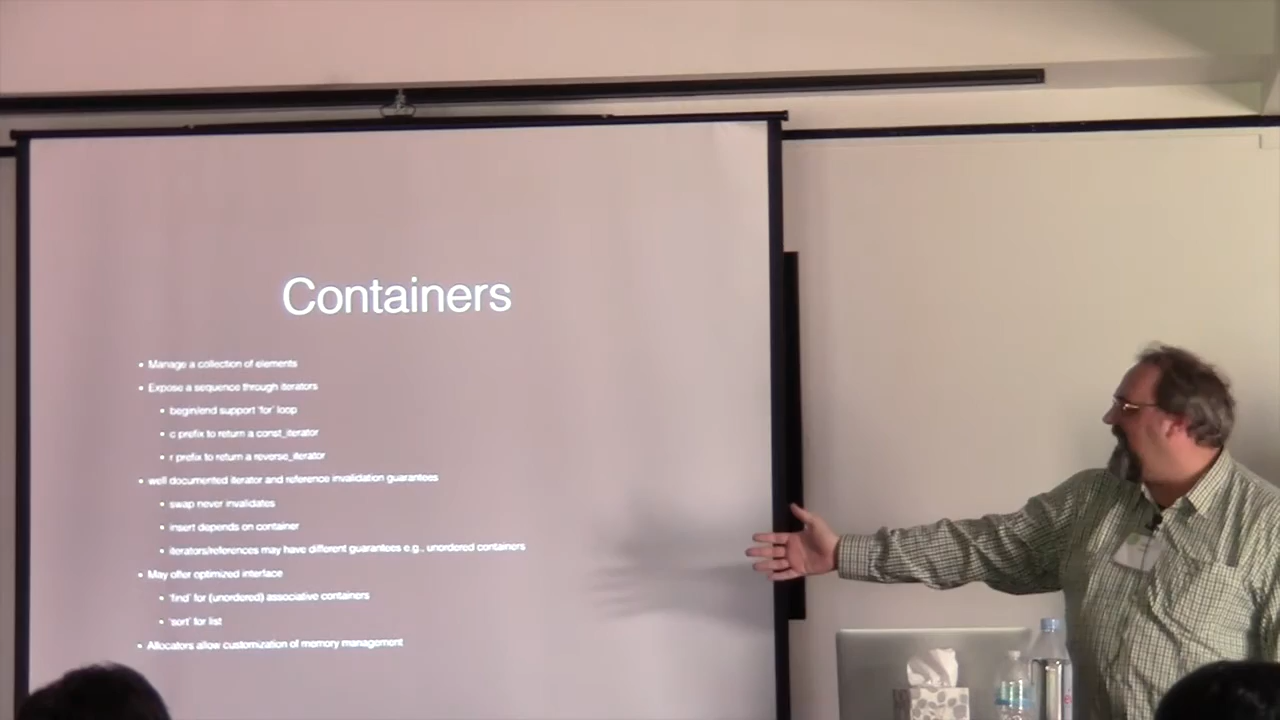 Containers
• Manage a collection of elements
• Expose a sequence through iterators
• begin/end support 'for' loop
• c prefix to return a const_iterator
• r prefix to return a reverse_iterator
• well documented iterator and reference invalidation guarantees
• swap never invalidates
• insert depends on container
• iterators/references may have different guarantees e.g., unordered containers
• May offer optimized interface
• 'find' for (unordered) associative containers
• 'sort' for list
• Allocators allow customization of memory management